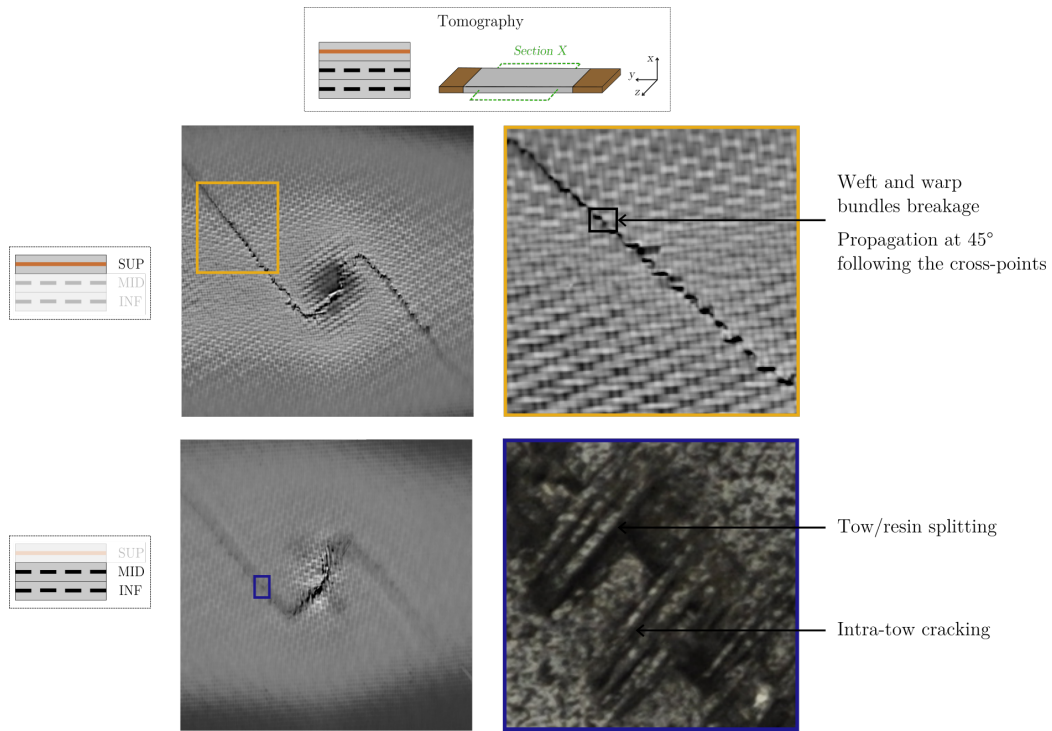 Tomography
Section X
x
y
z
Weft and warp
bundles breakage
Propagation at 45°
following the cross-points
SUP
MID
INF
Tow/resin splitting
SUP
MID
INF
Intra-tow cracking